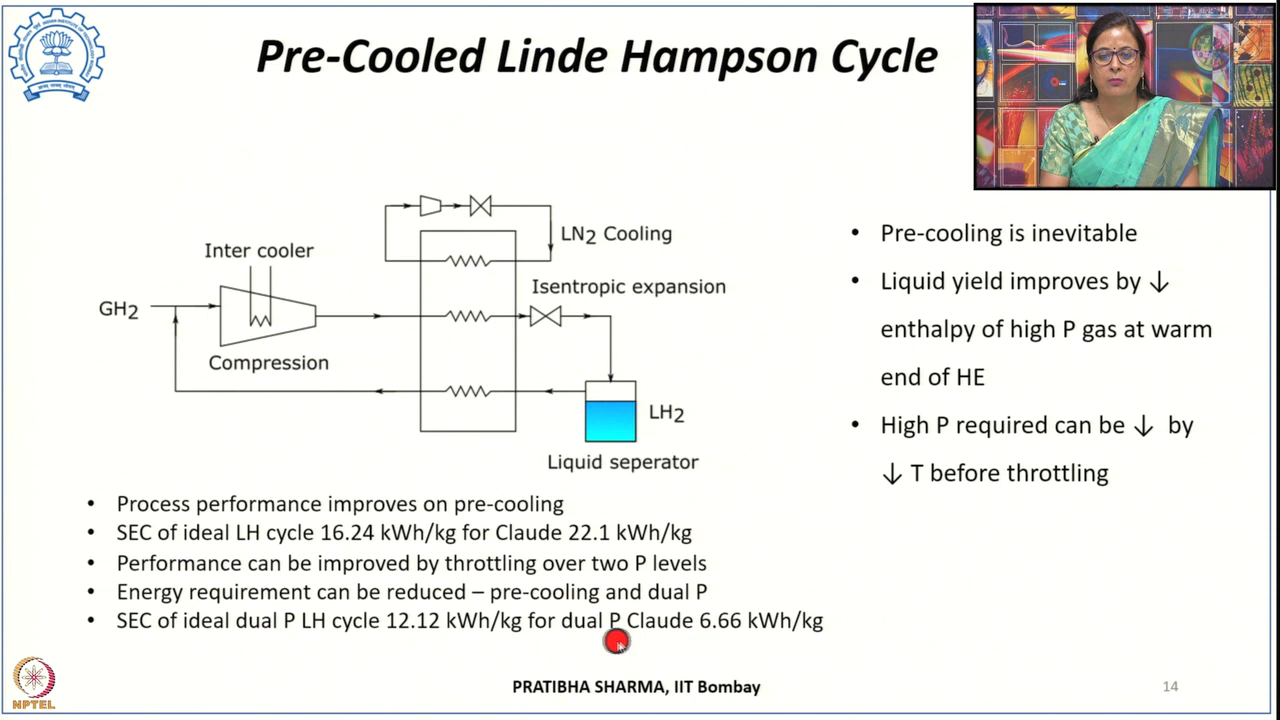 Pre-Cooled Linde Hampson Cycle
LN2 Cooling
Inter cooler
Isentropic expansion
GH2
Compression
LH2
Liquid seperator
• Pre-cooling is inevitable
• Liquid yield improves by ↓
enthalpy of high P gas at warm
end of HE
• High P required can be ↓ by
↓ T before throttling
• Process performance improves on pre-cooling
• SEC of ideal LH cycle 16.24 kWh/kg for Claude 22.1 kWh/kg
• Performance can be improved by throttling over two P levels
• Energy requirement can be reduced – pre-cooling and dual P
• SEC of ideal dual P LH cycle 12.12 kWh/kg for dual P Claude 6.66 kWh/kg
NPTEL
PRATIBHA SHARMA, IIT Bombay
14